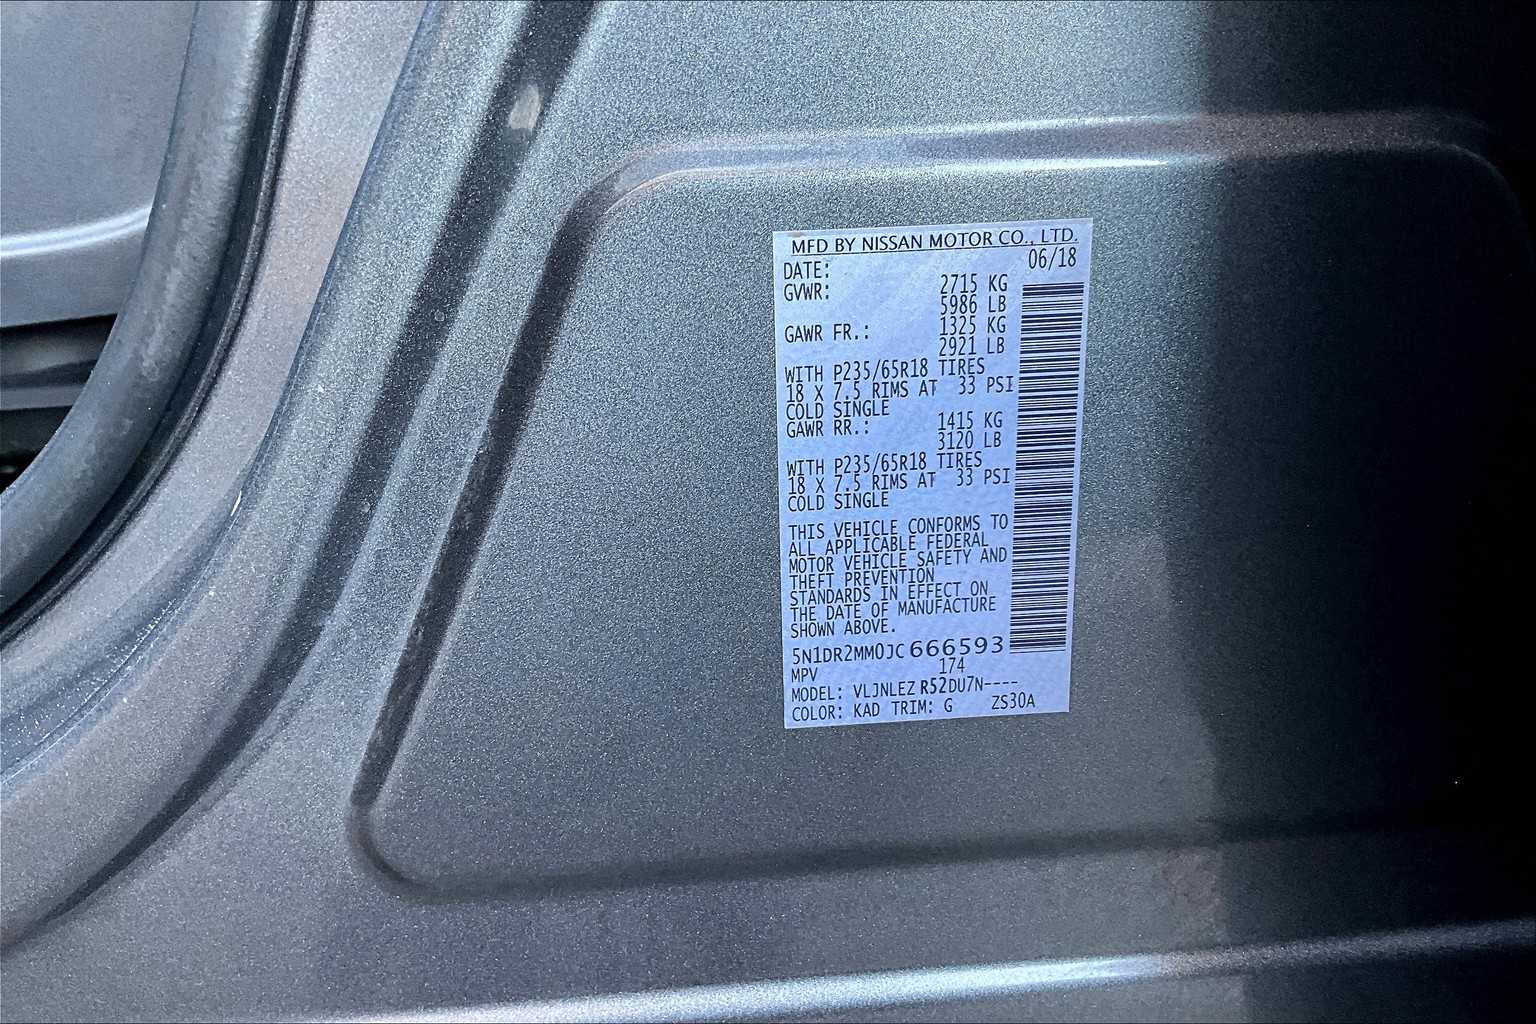 MFD BY NISSAN MOTOR CO., LTD.
DATE: 06/18
GVWR: 2715 KG
5986 LB
GAWR FR.: 1325 KG
2921 LB
WITH P235/65R18 TIRES
18 X 7.5 RIMS AT 33 PSI
COLD SINGLE
GAWR RR.: 1415 KG
3120 LB
WITH P235/65R18 TIRES
18 X 7.5 RIMS AT 33 PSI
COLD SINGLE
THIS VEHICLE CONFORMS TO
ALL APPLICABLE FEDERAL
MOTOR VEHICLE SAFETY AND
THEFT PREVENTION
STANDARDS IN EFFECT ON
THE DATE OF MANUFACTURE
SHOWN ABOVE.
5N1DR2MM0JC666593
MPV 174
MODEL: VLJNLEZ R52DU7N----
COLOR: KAD TRIM: G ZS30A